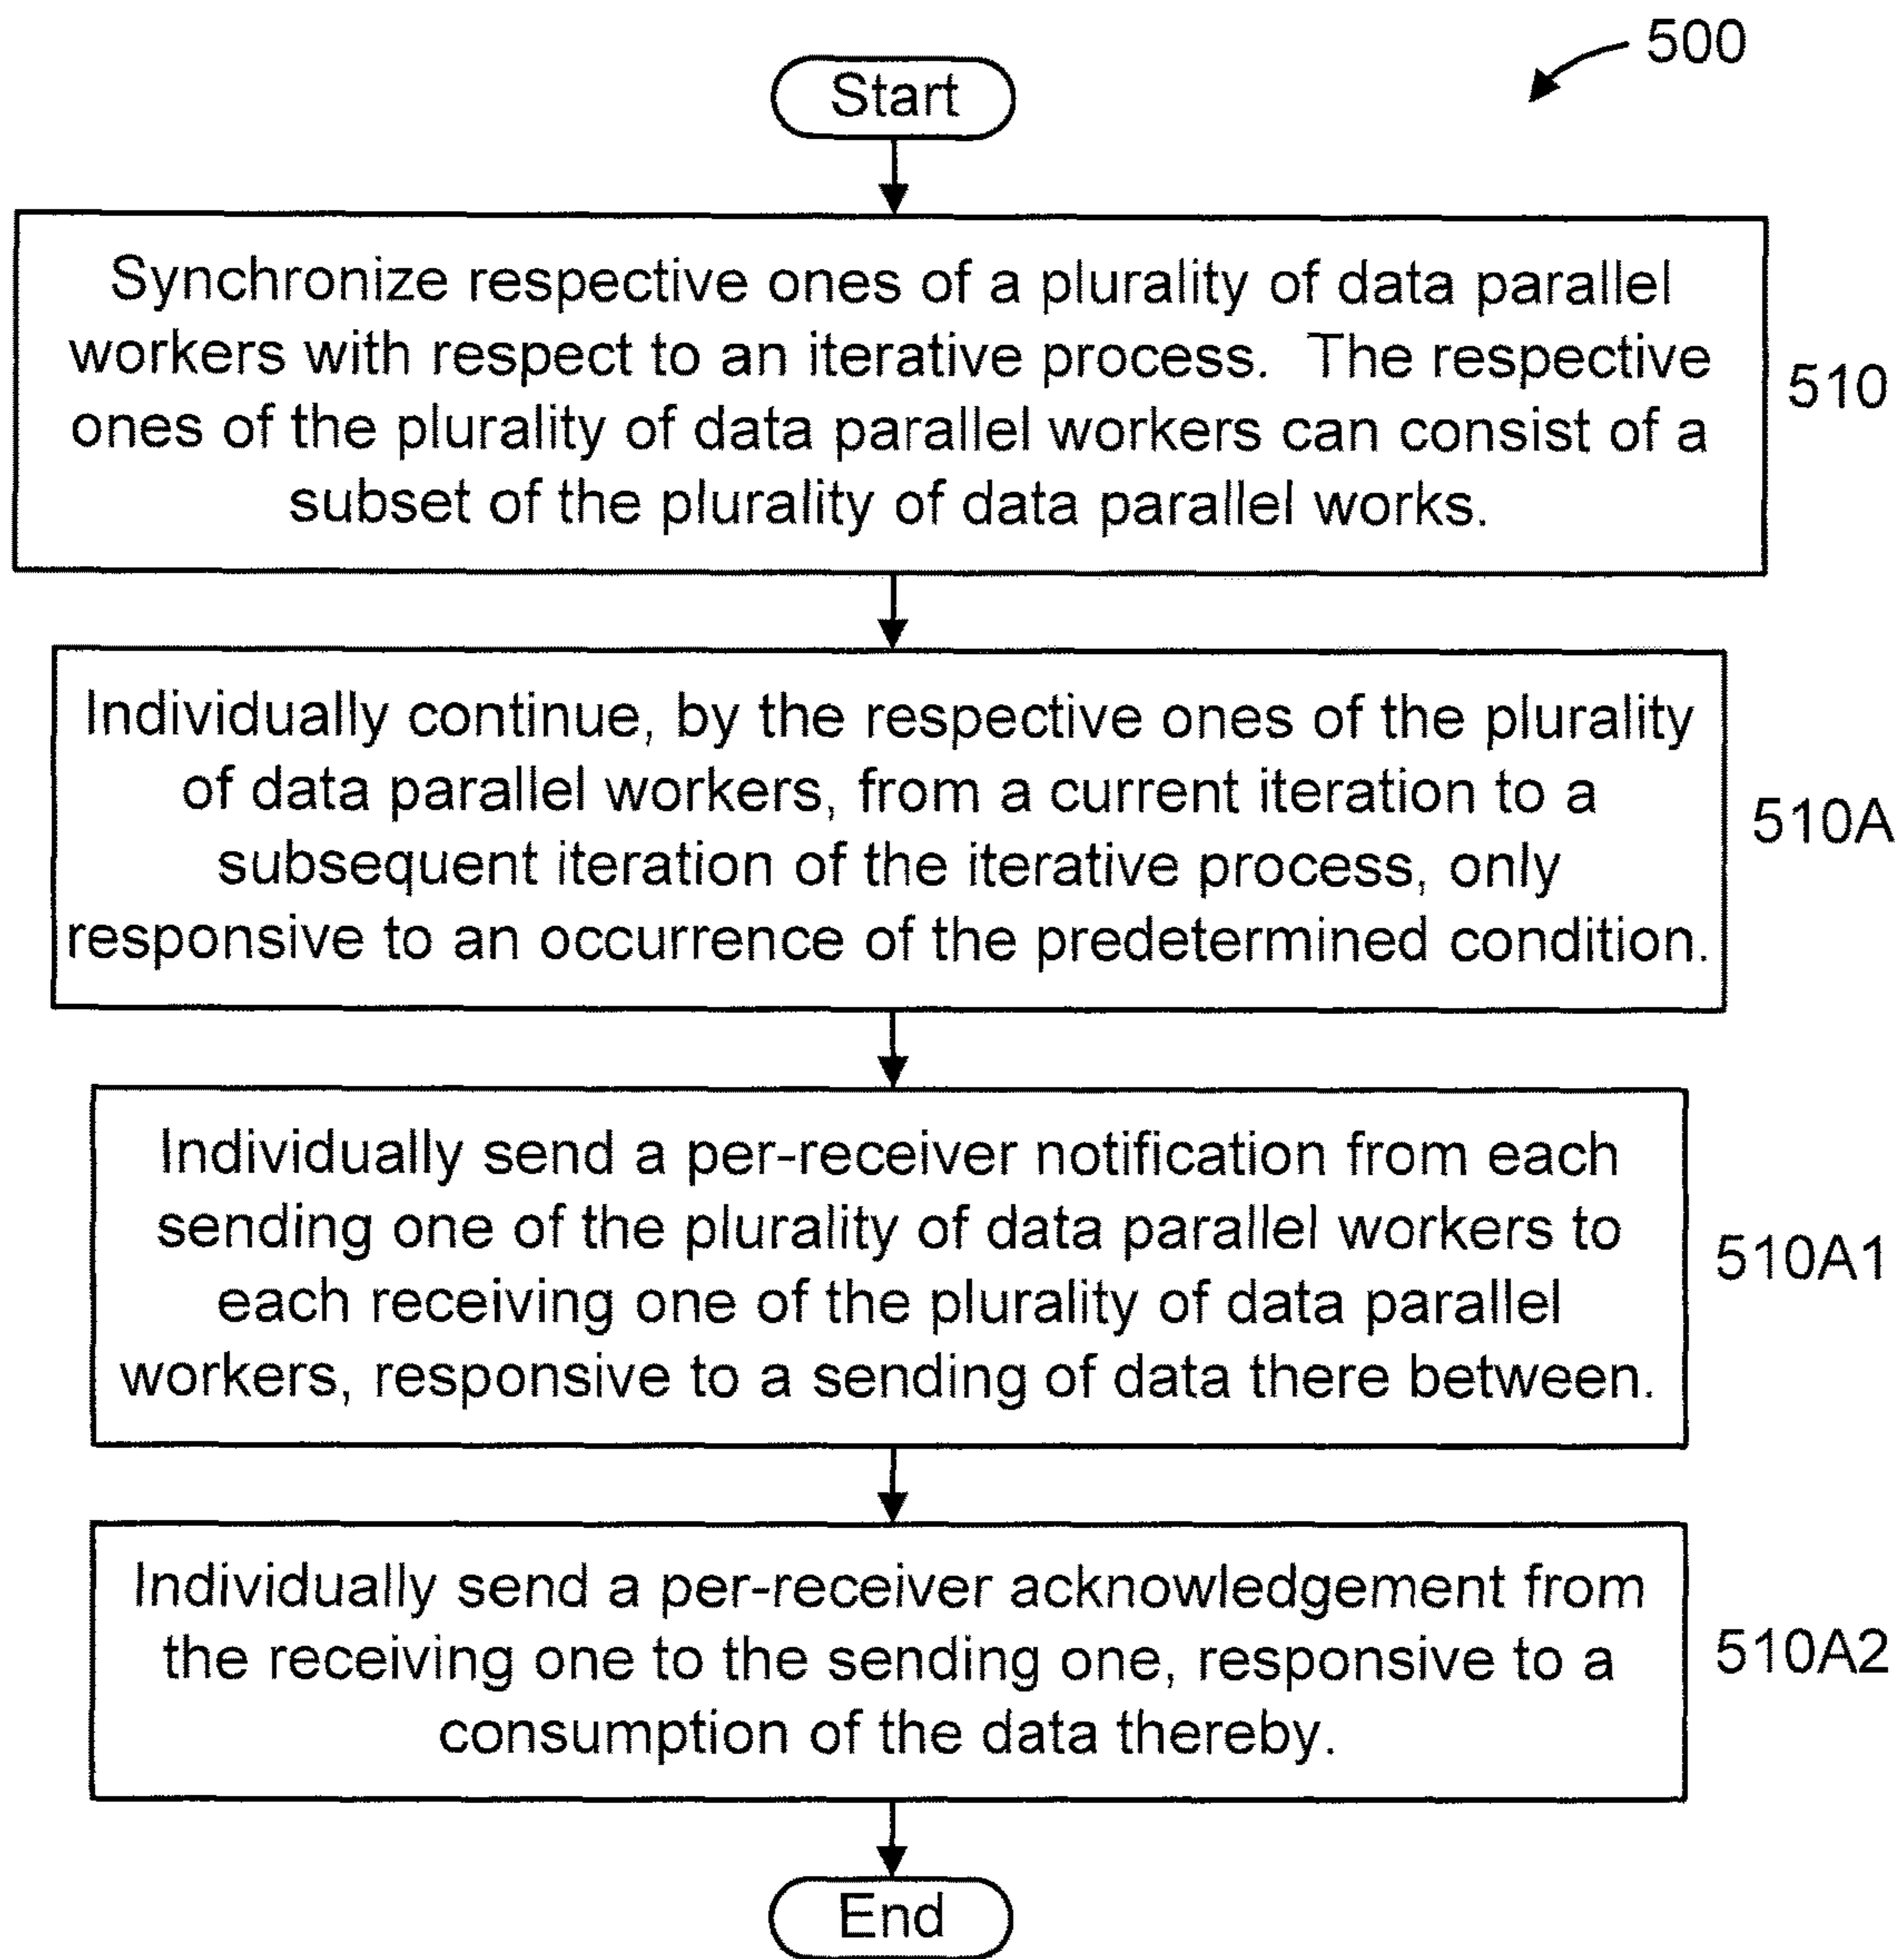 500
Start
Synchronize respective ones of a plurality of data parallel
workers with respect to an iterative process. The respective
ones of the plurality of data parallel workers can consist of a
subset of the plurality of data parallel works.
510
Individually continue, by the respective ones of the plurality
of data parallel workers, from a current iteration to a
subsequent iteration of the iterative process, only
responsive to an occurrence of the predetermined condition.
510A
Individually send a per-receiver notification from each
sending one of the plurality of data parallel workers to
each receiving one of the plurality of data parallel
workers, responsive to a sending of data there between.
510A1
Individually send a per-receiver acknowledgement from
the receiving one to the sending one, responsive to a
consumption of the data thereby.
510A2
End